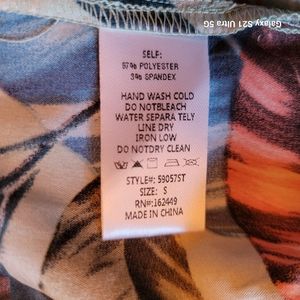 Galaxy S21 Ultra 5G
SELF:
97% POLYESTER
3% SPANDEX
HAND WASH COLD
DO NOTBLEACH
WATER SEPARA TELY
LINE DRY
IRON LOW
DO NOTDRY CLEAN
STYLE#: 59057ST
SIZE: S
RN#:162449
MADE IN CHINA